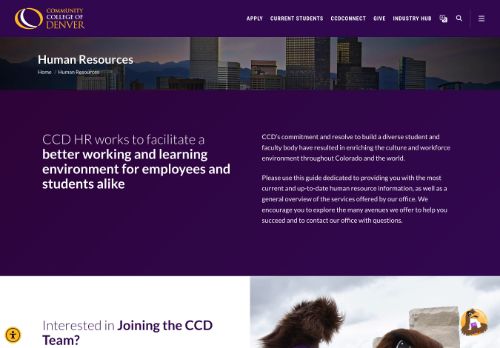 COMMUNITY
COLLEGE OF
DENVER
APPLY CURRENT STUDENTS CCDCONNECT GIVE INDUSTRY HUB
Human Resources
Home / Human Resources
CCD HR works to facilitate a
better working and learning
environment for employees and
students alike
CCD's commitment and resolve to build a diverse student and
faculty body have resulted in enriching the culture and workforce
environment throughout Colorado and the world.
Please use this guide dedicated to providing you with the most
current and up-to-date human resource information, as well as a
general overview of the services offered by our office. We
encourage you to explore the many avenues we offer to help you
succeed and to contact our office with questions.
Interested in Joining the CCD
Team?